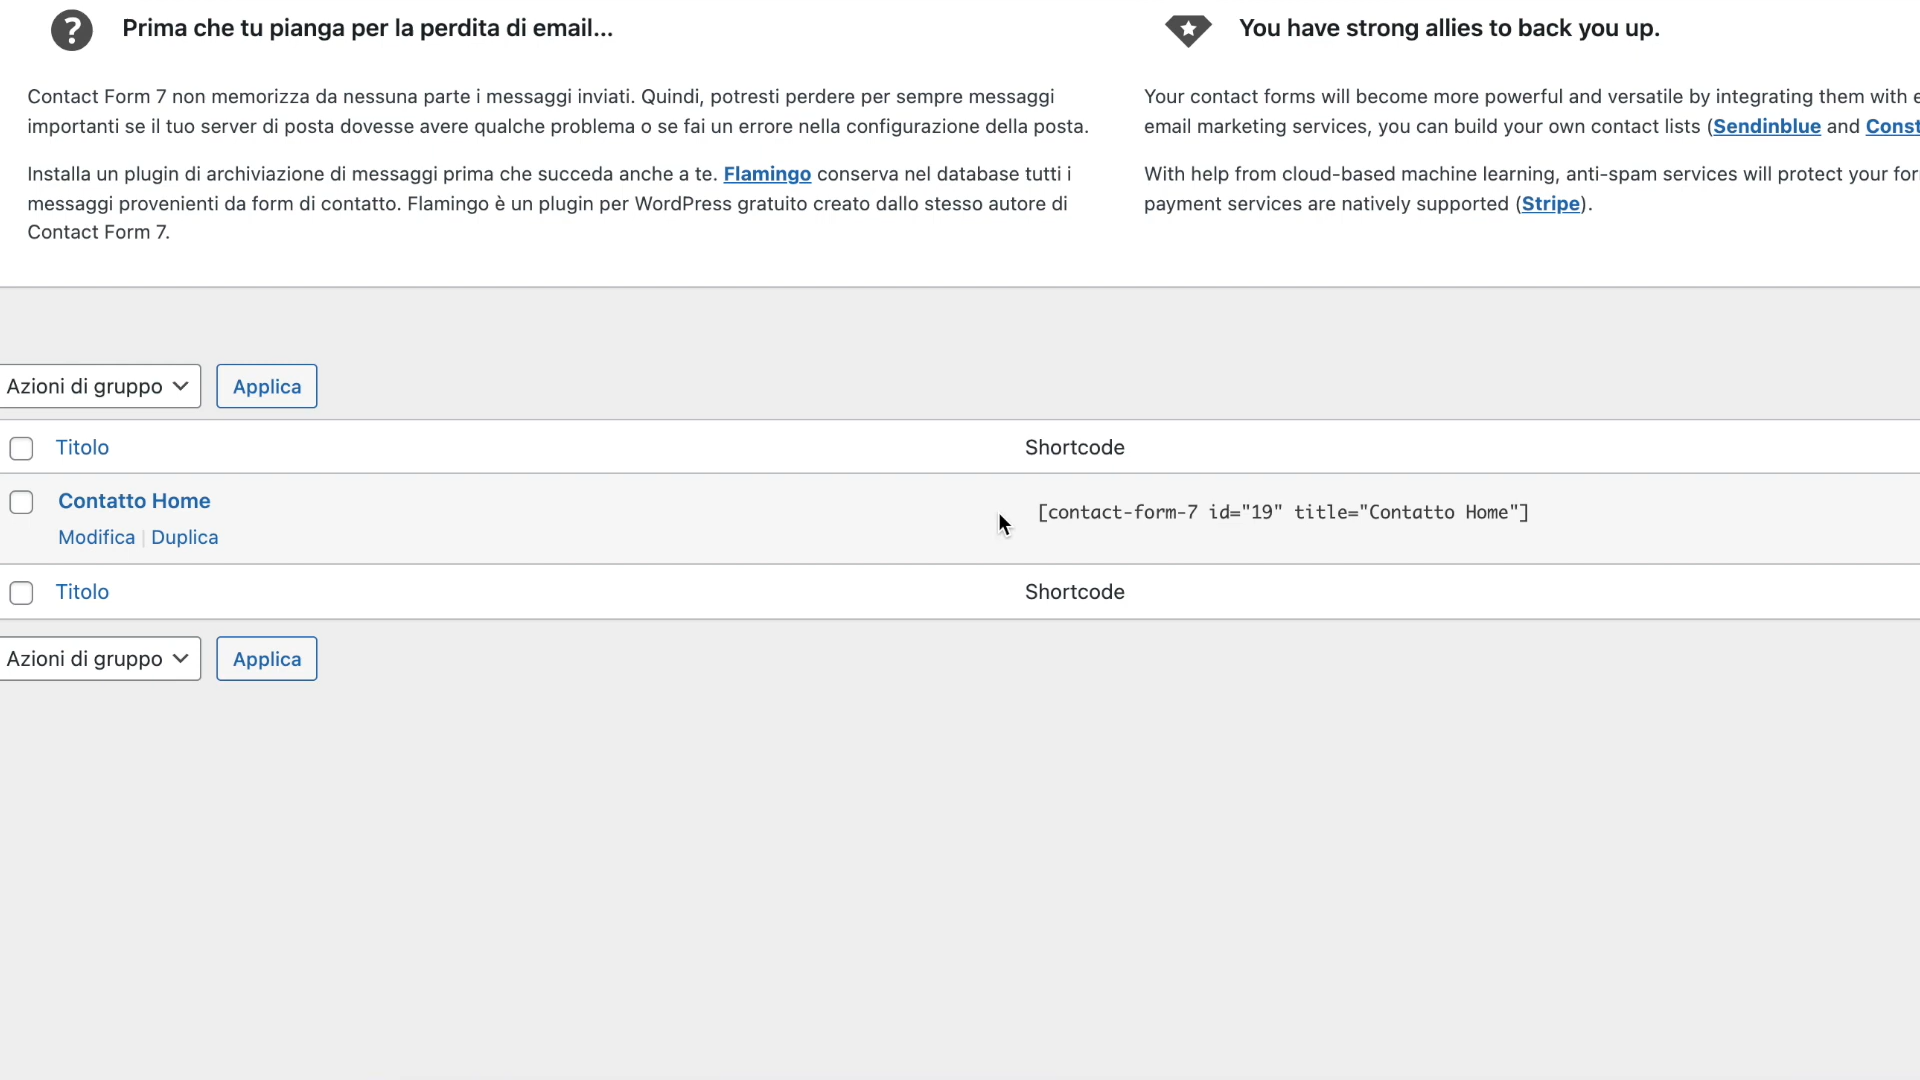 Prima che tu pianga per la perdita di email...
Contact Form 7 non memorizza da nessuna parte i messaggi inviati. Quindi, potresti perdere per sempre messaggi
importanti se il tuo server di posta dovesse avere qualche problema o se fai un errore nella configurazione della posta.
Installa un plugin di archiviazione di messaggi prima che succeda anche a te. Flamingo conserva nel database tutti i
messaggi provenienti da form di contatto. Flamingo è un plugin per WordPress gratuito creato dallo stesso autore di
Contact Form 7.
You have strong allies to back you up.
Your contact forms will become more powerful and versatile by integrating them with e
email marketing services, you can build your own contact lists (Sendinblue and Const
With help from cloud-based machine learning, anti-spam services will protect your for
payment services are natively supported (Stripe).
Azioni di gruppo Applica
Titolo Shortcode
Contatto Home [contact-form-7 id="19" title="Contatto Home"]
Modifica | Duplica
Titolo Shortcode
Azioni di gruppo Applica